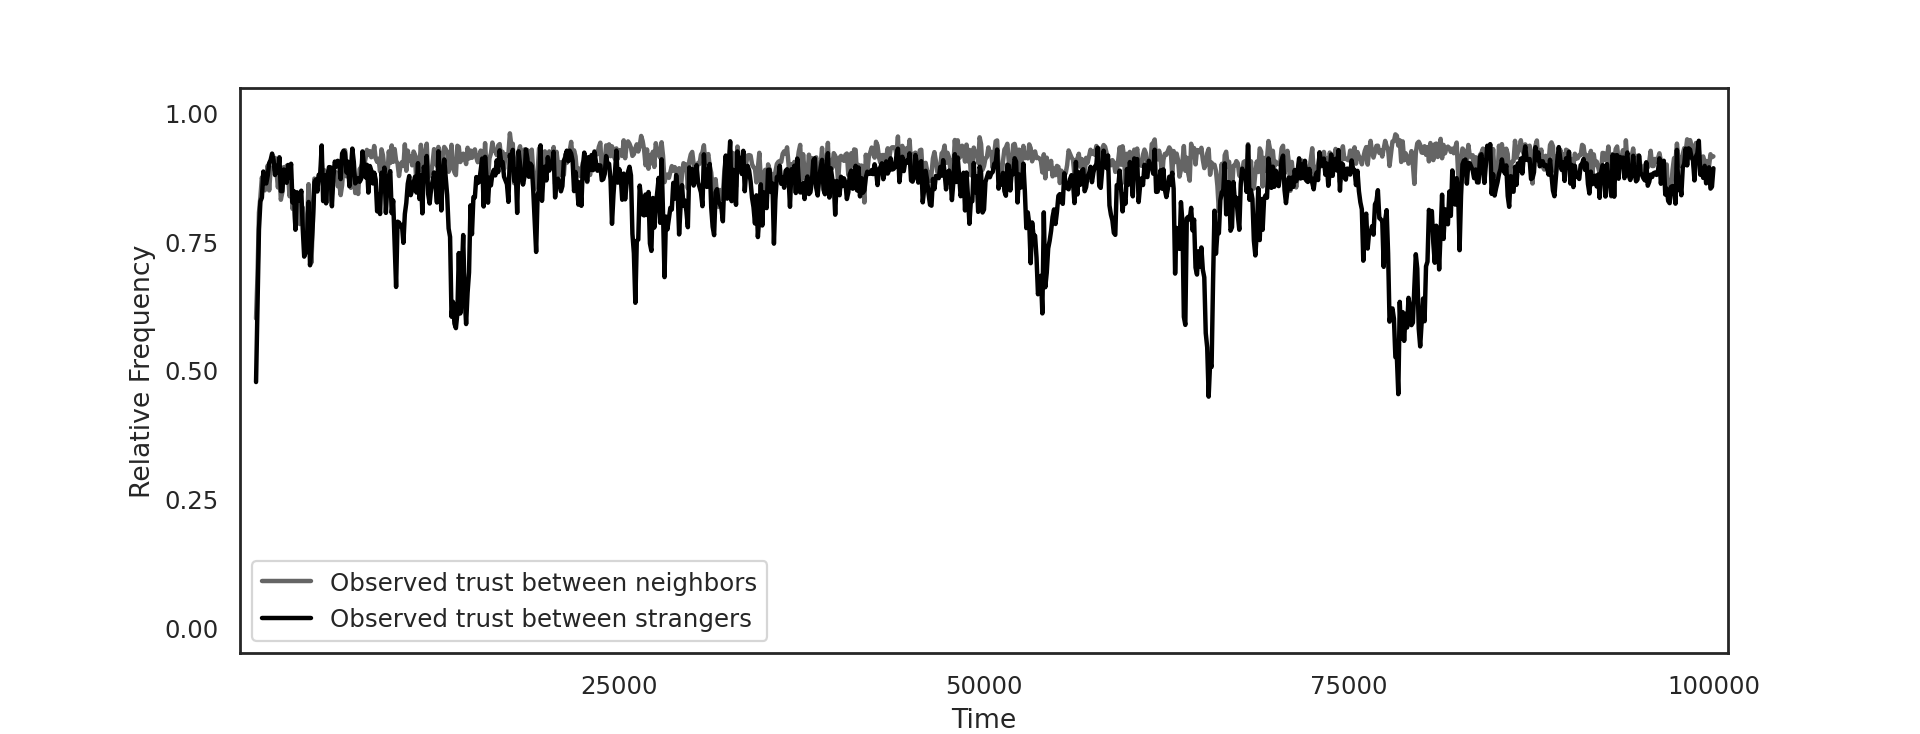 1.00
0.75
0.50
0.25
0.00
Relative Frequency
Observed trust between neighbors
Observed trust between strangers
25000
50000
75000
100000
Time